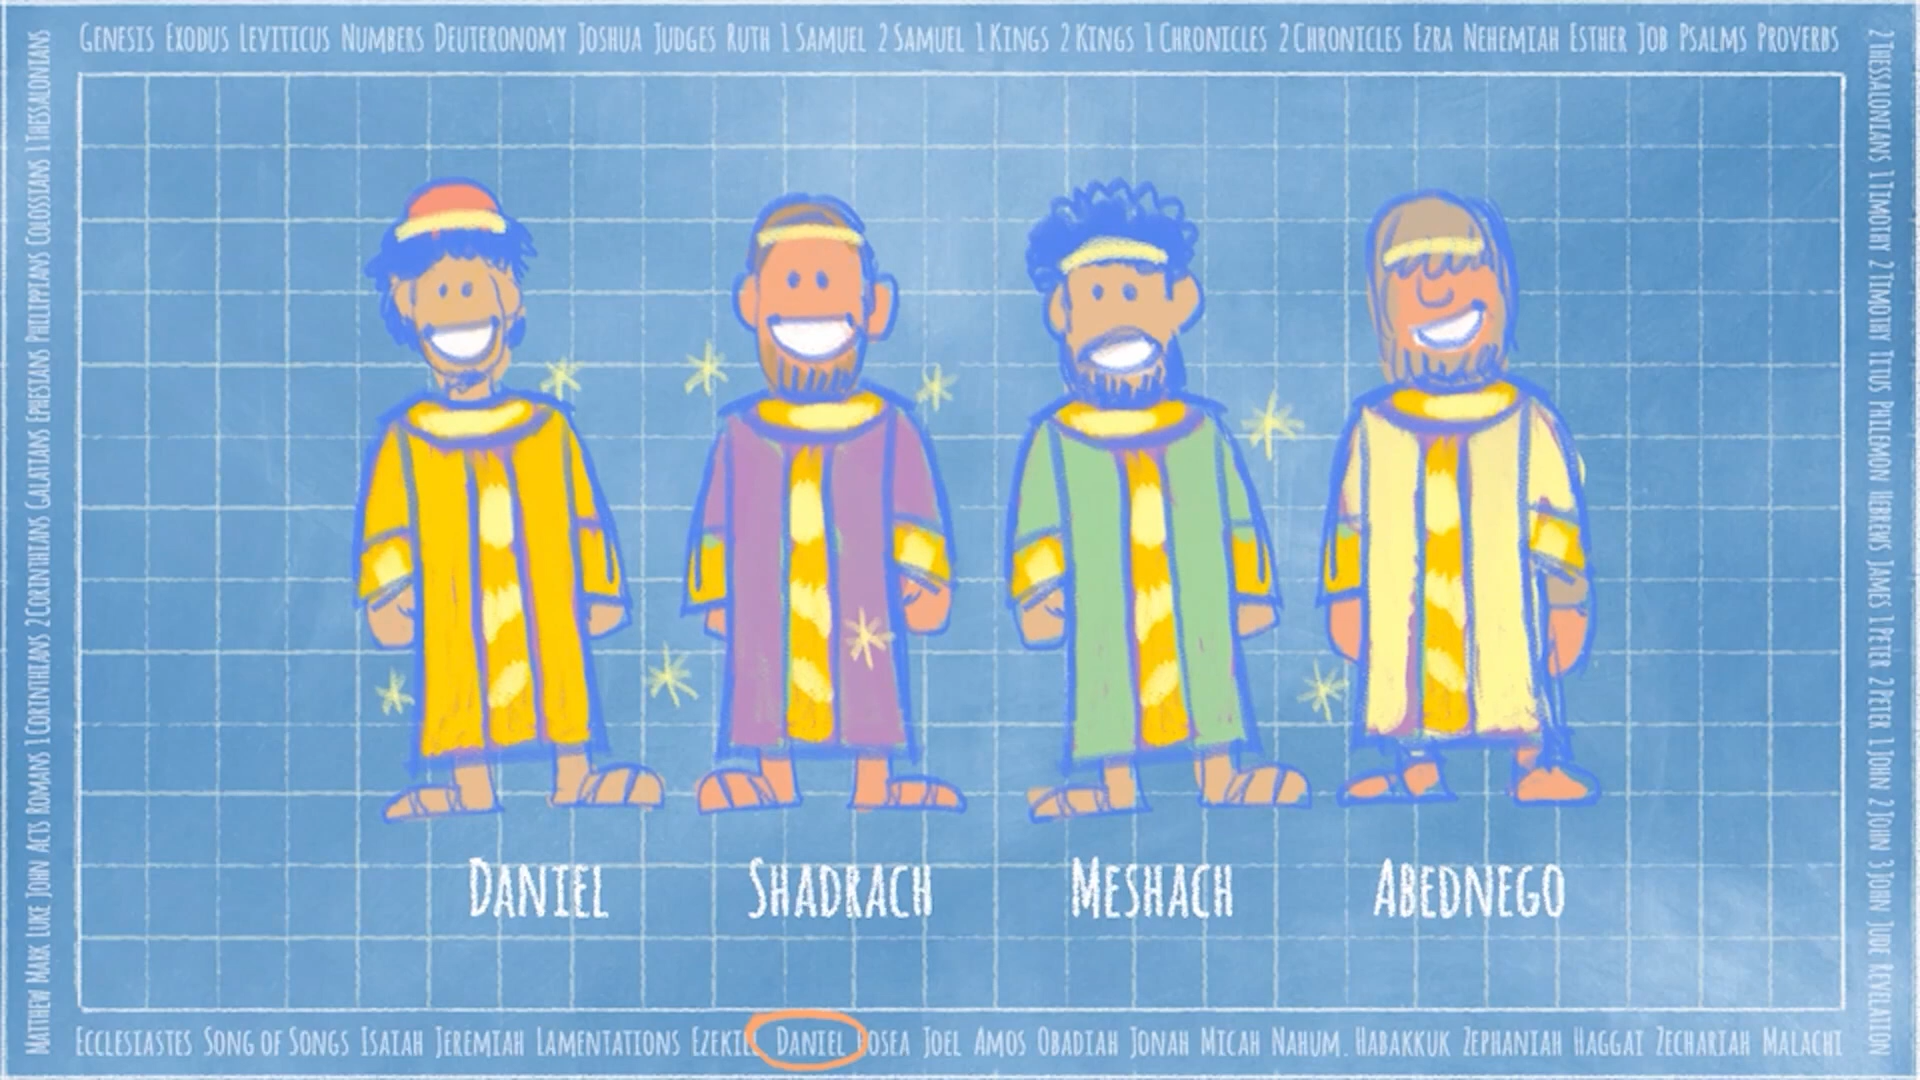 Genesis Exodus Leviticus Numbers Deuteronomy Joshua Judges Ruth 1 Samuel 2 Samuel 1 Kings 2 Kings 1 Chronicles 2 Chronicles Ezra Nehemiah Esther Job Psalms Proverbs
Matthew Mark Luke John Acts Romans 1 Corinthians 2 Corinthians Galatians Ephesians Philippians Colossians 1 Thessalonians
2 Thessalonians 1 Timothy 2 Timothy Titus Philemon Hebrews James 1 Peter 2 Peter 1 John 2 John 3 John Jude Revelation
Daniel Shadrach Meshach Abednego
Ecclesiastes Song of Songs Isaiah Jeremiah Lamentations Daniel Joel Amos Obadiah Jonah Micah Nahum. Habakkuk Zephaniah Haggai Zechariah Malachi